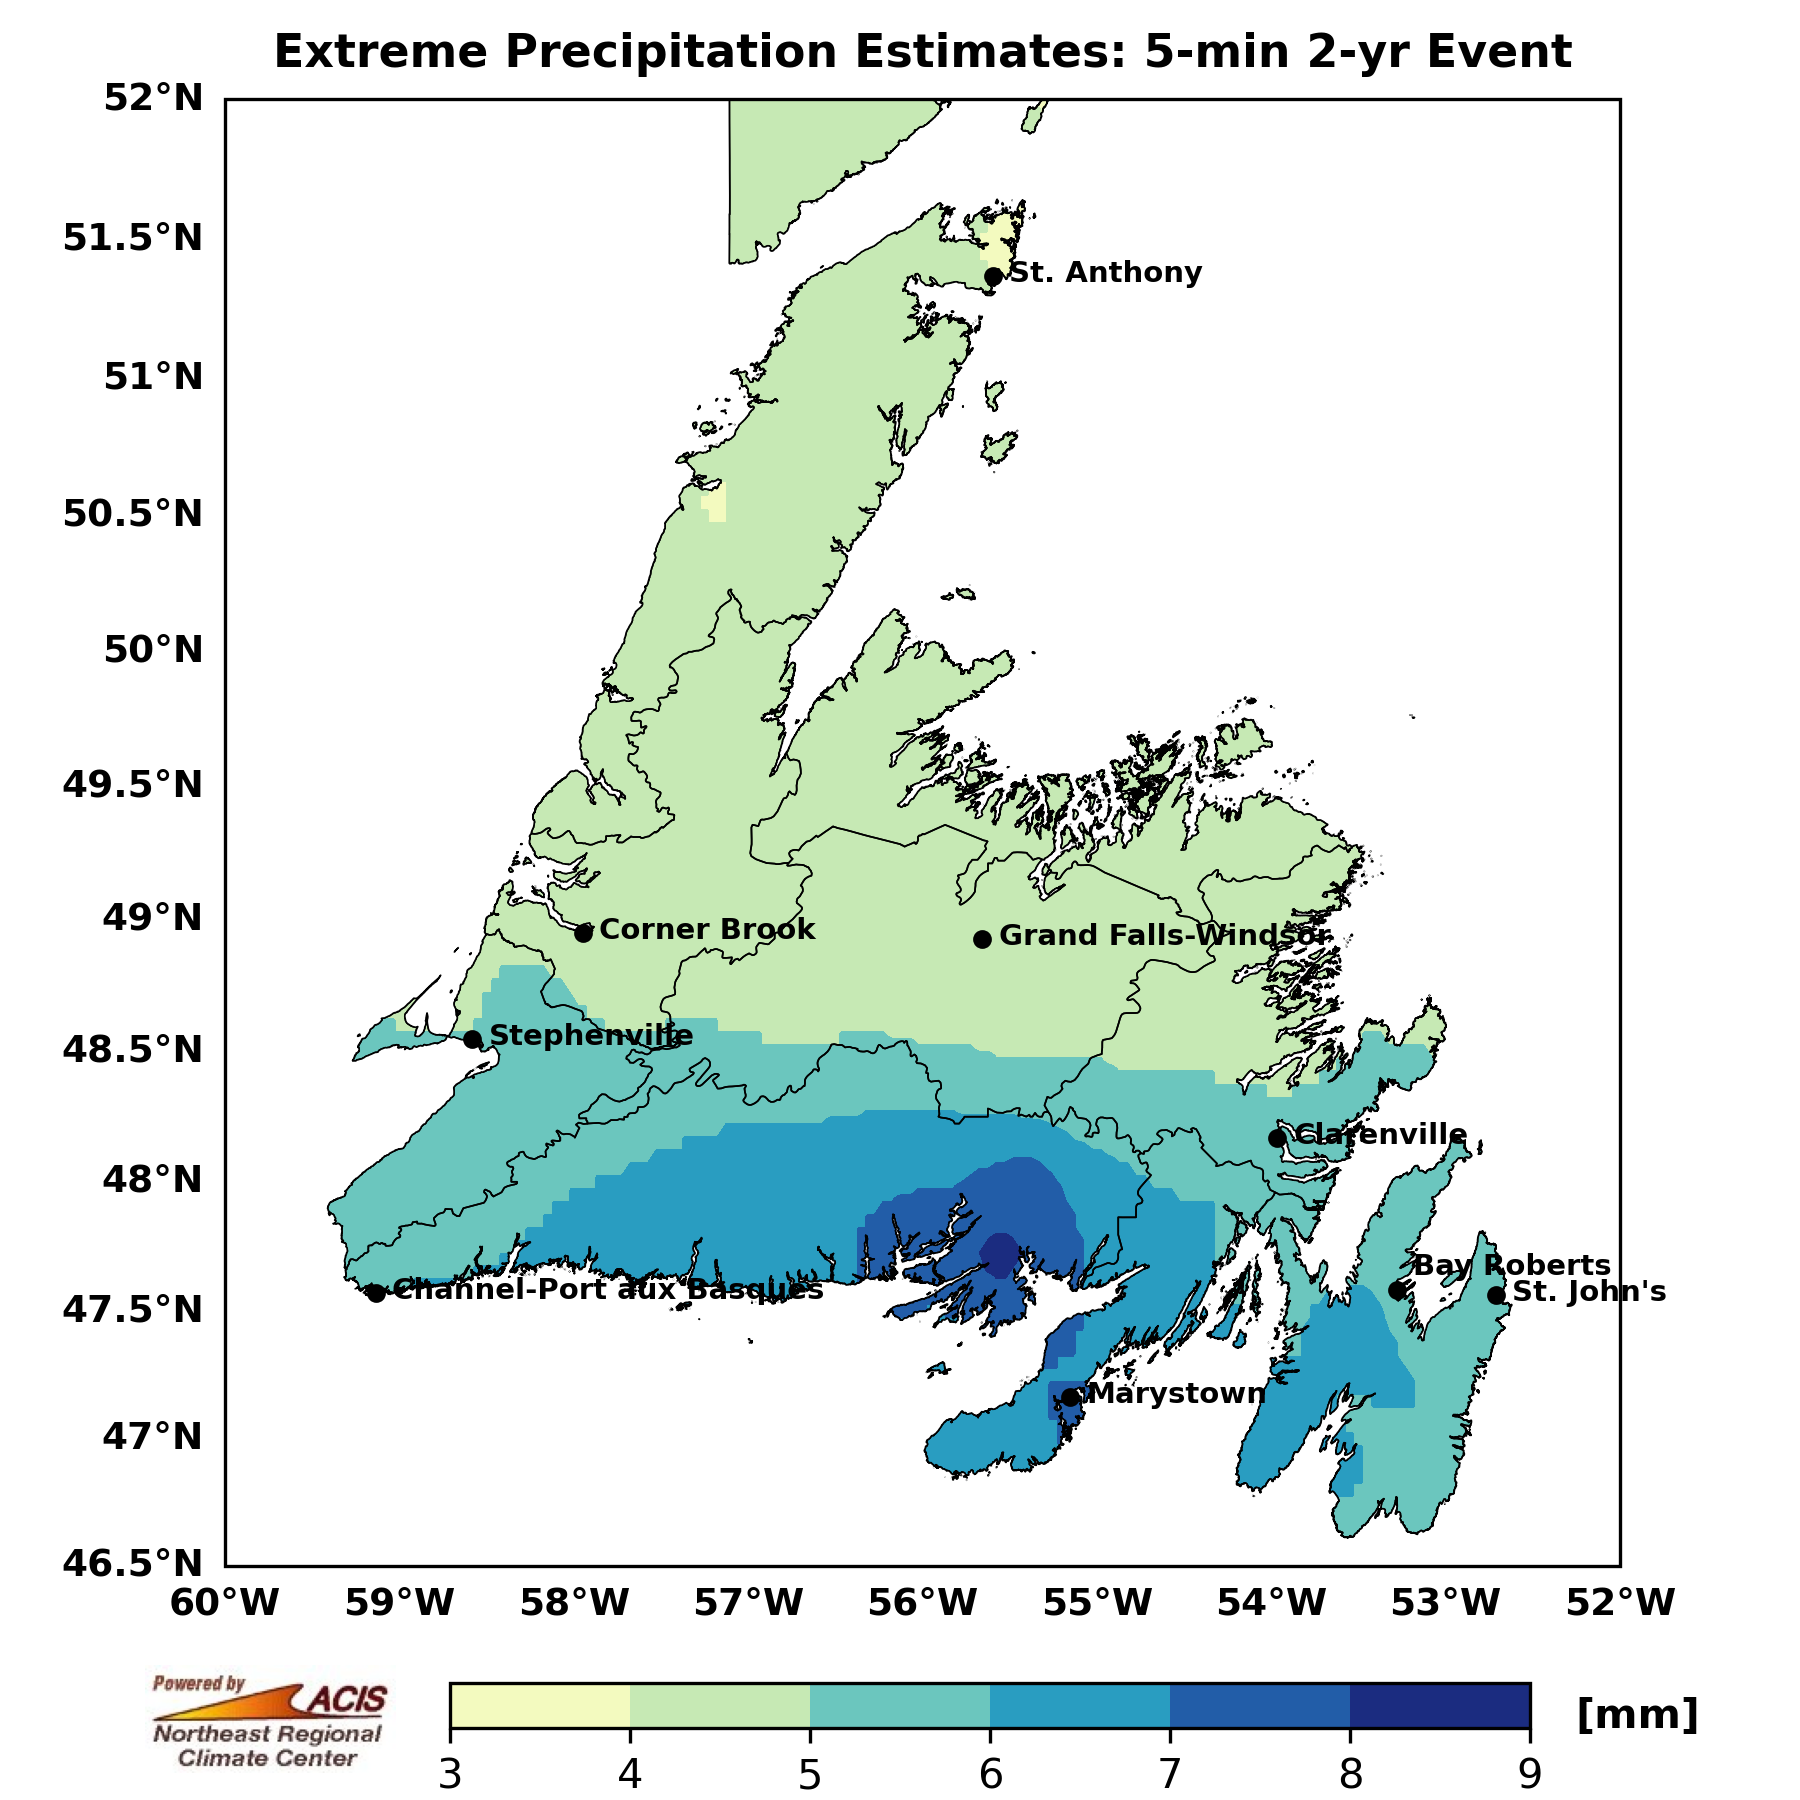 Extreme Precipitation Estimates: 5-min 2-yr Event
52°N
51.5°N
St. Anthony
51°N
50.5°N
50°N
49.5°N
49°N
Corner Brook
Grand Falls-Windsor
48.5°N
Stephenville
Clarenville
48°N
Bay Roberts
Channel-Port aux Basques
St. John's
47.5°N
Marystown
47°N
46.5°N
60°W 59°W 58°W 57°W 56°W 55°W 54°W 53°W 52°W
Powered by
ACIS
Northeast Regional
Climate Center
[mm]
3 4 5 6 7 8 9